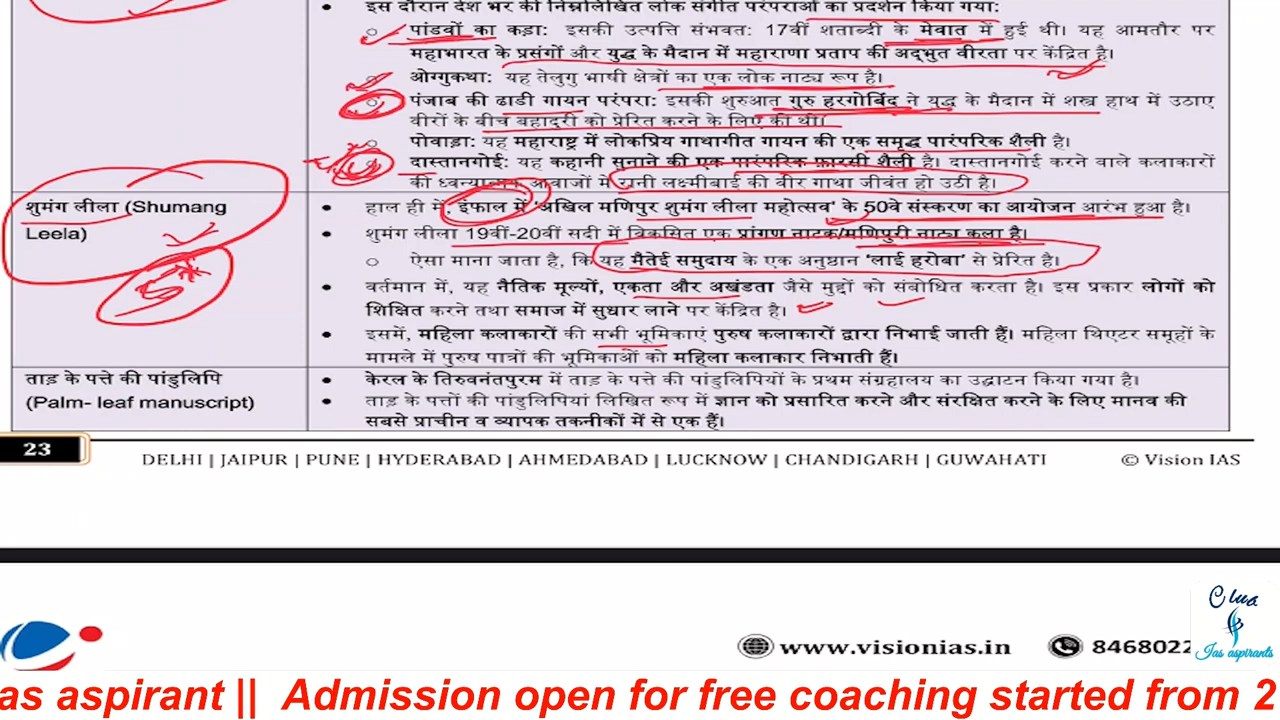 इस दौरान देश भर की निम्नलिखित लोक संगीत परंपराओं का प्रदर्शन किया गया:
पांडवों का कड़ा: इसकी उत्पत्ति संभवत: 17वीं शताब्दी के मेवात में हुई थी। यह आमतौर पर
महाभारत के प्रसंगों और युद्ध के मैदान में महाराणा प्रताप की अद्भुत वीरता पर केंद्रित है।
ओग्गुकथा: यह तेलुगु भाषी क्षेत्रों का एक लोक नाट्य रूप है।
पंजाब की ढाडी गायन परंपरा: इसकी शुरुआत गुरु हरगोबिंद ने युद्ध के मैदान में शस्त्र हाथ में उठाए
वीरों के बीच बहादुरी को प्रेरित करने के लिए की थी।
पोवाड़ा: यह महाराष्ट्र में लोकप्रिय गाथागीत गायन की एक समृद्ध पारंपरिक शैली है।
दास्तानगोई: यह कहानी सुनाने की एक पारंपरिक फ़ारसी शैली है। दास्तानगोई करने वाले कलाकारों
की ध्वन्यात्मक आवाजों में रानी लक्ष्मीबाई की वीर गाथा जीवंत हो उठी है।
शुमंग लीला (Shumang
Leela)
हाल ही में, इंफाल में 'अखिल मणिपुर शुमंग लीला महोत्सव' के 50वे संस्करण का आयोजन आरंभ हुआ है।
शुमंग लीला 19वीं-20वीं सदी में विकसित एक प्रांगण नाटक/मणिपुरी नाट्य कला है।
ऐसा माना जाता है, कि यह मैतेई समुदाय के एक अनुष्ठान 'लाई हरोबा' से प्रेरित है।
वर्तमान में, यह नैतिक मूल्यों, एकता और अखंडता जैसे मुद्दों को संबोधित करता है। इस प्रकार लोगों को
शिक्षित करने तथा समाज में सुधार लाने पर केंद्रित है।
इसमें, महिला कलाकारों की सभी भूमिकाएं पुरुष कलाकारों द्वारा निभाई जाती हैं। महिला थिएटर समूहों के
मामले में पुरुष पात्रों की भूमिकाओं को महिला कलाकार निभाती हैं।
ताड़ के पत्ते की पांडुलिपि
(Palm- leaf manuscript)
केरल के तिरुवनंतपुरम में ताड़ के पत्ते की पांडुलिपियों के प्रथम संग्रहालय का उद्घाटन किया गया है।
ताड़ के पत्तों की पांडुलिपियां लिखित रूप में ज्ञान को प्रसारित करने और संरक्षित करने के लिए मानव की
सबसे प्राचीन व व्यापक तकनीकों में से एक हैं।
23
DELHI | JAIPUR | PUNE | HYDERABAD | AHMEDABAD | LUCKNOW | CHANDIGARH | GUWAHATI
© Vision IAS
www.visionias.in
8468022
Ias aspirants
as aspirant || Admission open for free coaching started from 2